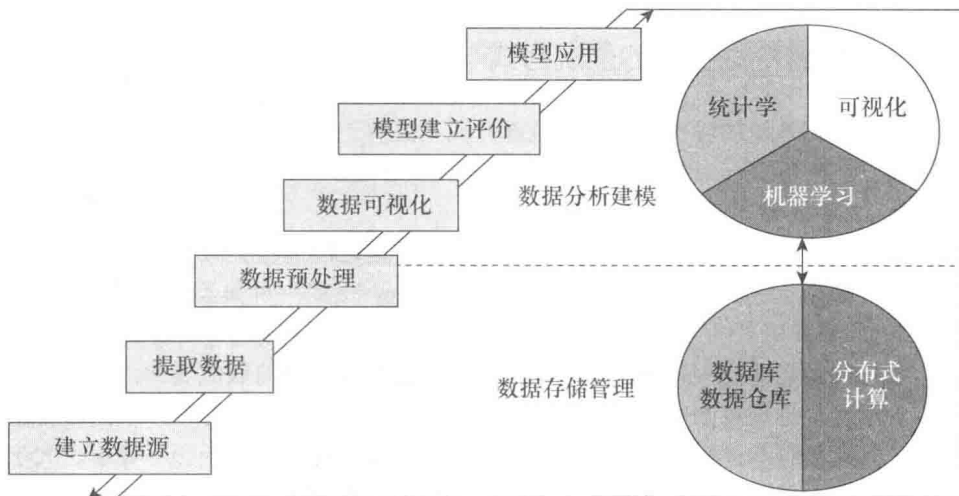 模型应用
统计学
可视化
模型建立评价
数据分析建模
机器学习
数据可视化
数据预处理
提取数据
数据存储管理
数据库
数据仓库
分布式
计算
建立数据源